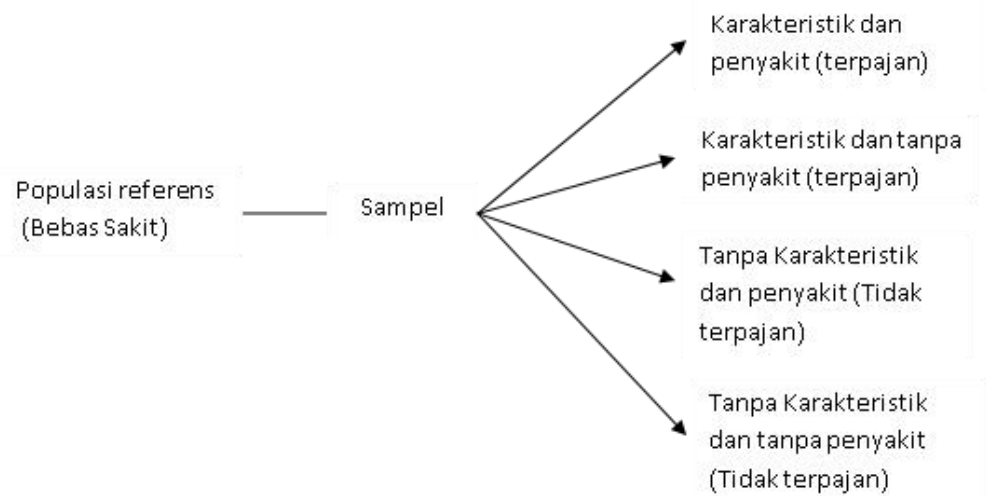 Populasi referens
(Bebas Sakit)
Sampel
Karakteristik dan
penyakit (terpajan)
Karakteristik dan tanpa
penyakit (terpajan)
Tanpa Karakteristik
dan penyakit (Tidak
terpajan)
Tanpa Karakteristik
dan tanpa penyakit
(Tidak terpajan)